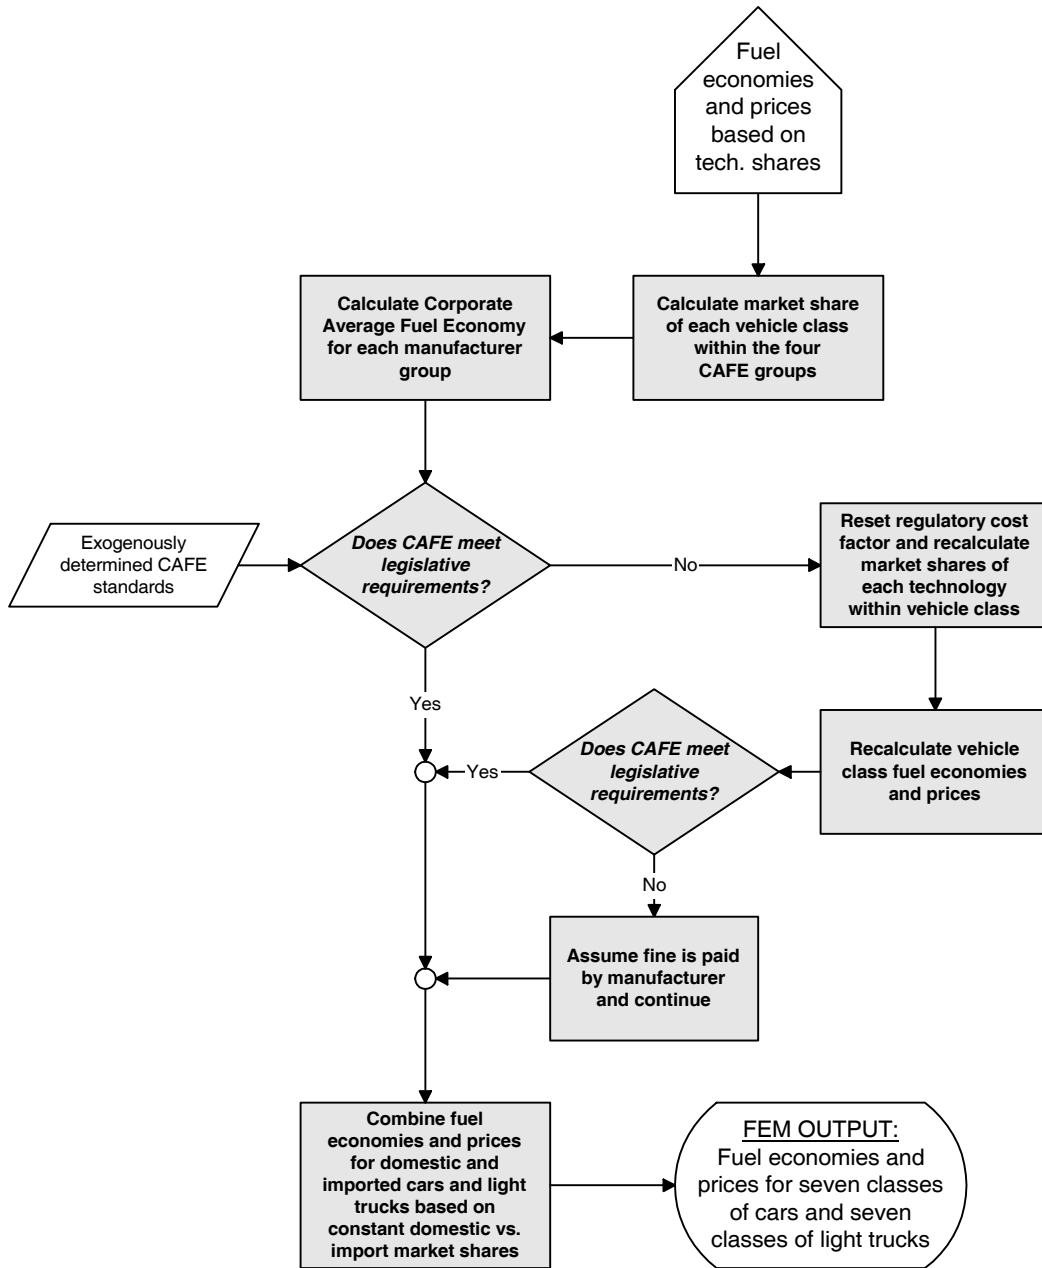 Fuel
economies
and prices
based on
tech. shares
Calculate Corporate
Average Fuel Economy
for each manufacturer
group
Calculate market share
of each vehicle class
within the four
CAFE groups
Exogenously
determined CAFE
standards
Does CAFE meet
legislative
requirements?
No
Reset regulatory cost
factor and recalculate
market shares of
each technology
within vehicle class
Yes
Does CAFE meet
legislative
requirements?
Yes
Recalculate vehicle
class fuel economies
and prices
No
Assume fine is paid
by manufacturer
and continue
Combine fuel
economies and prices
for domestic and
imported cars and light
trucks based on
constant domestic vs.
import market shares
FEM OUTPUT:
Fuel economies and
prices for seven classes
of cars and seven
classes of light trucks